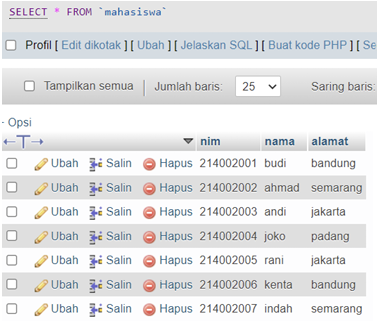 SELECT * FROM `mahasiswa`
Profil [ Edit dikotak ] [ Ubah ] [ Jelaskan SQL ] [ Buat kode PHP ] [ Se
Tampilkan semua | Jumlah baris: 25 Saring baris:
- Opsi
nim nama alamat
Ubah Salin Hapus 214002001 budi bandung
Ubah Salin Hapus 214002002 ahmad semarang
Ubah Salin Hapus 214002003 andi jakarta
Ubah Salin Hapus 214002004 joko padang
Ubah Salin Hapus 214002005 rani jakarta
Ubah Salin Hapus 214002006 kenta bandung
Ubah Salin Hapus 214002007 indah semarang